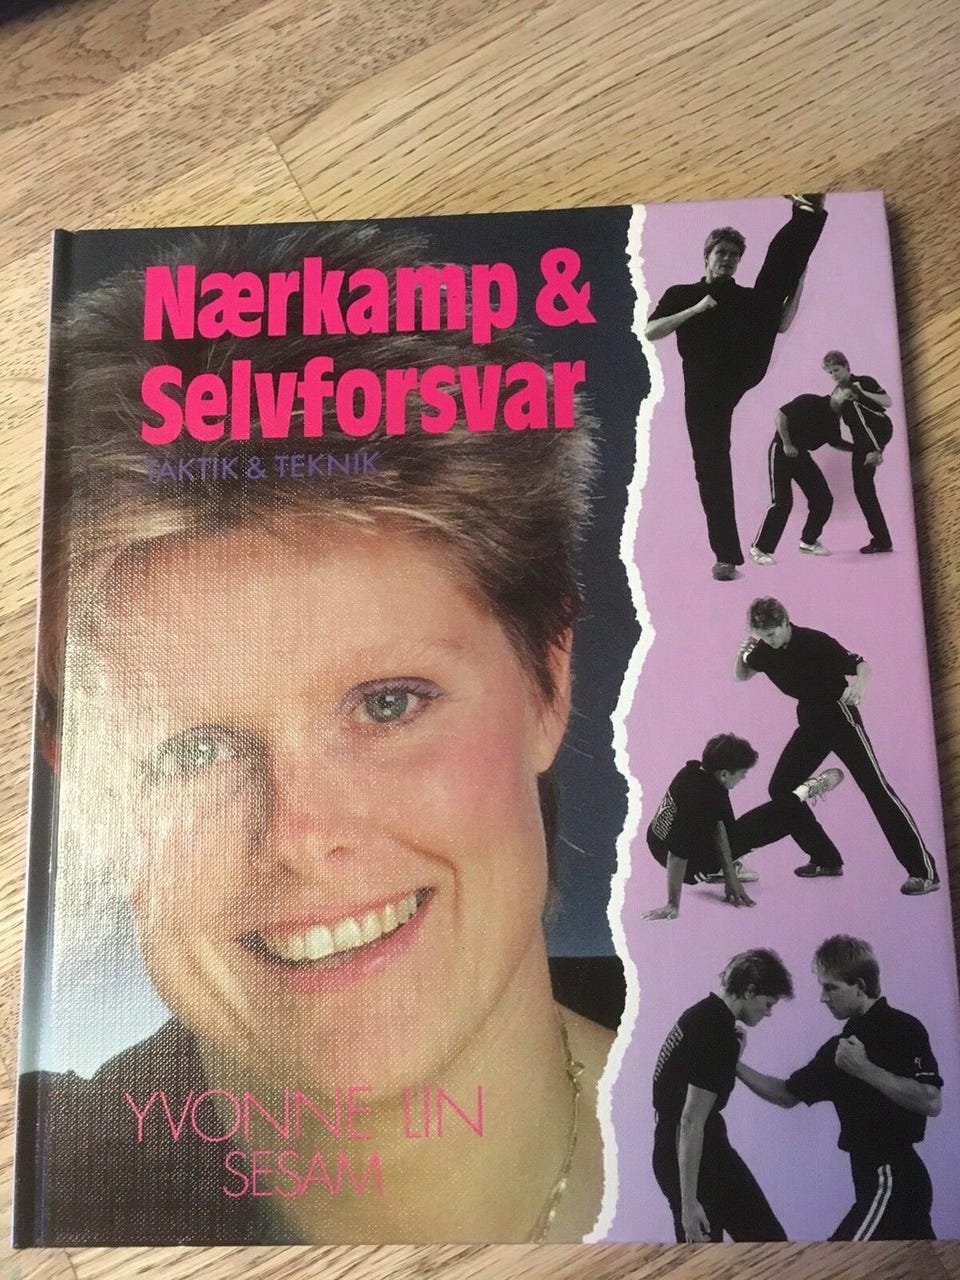 Nærkamp &
Selvforsvar
TAKTIK & TEKNIK
YVONNE LIN
SESAM